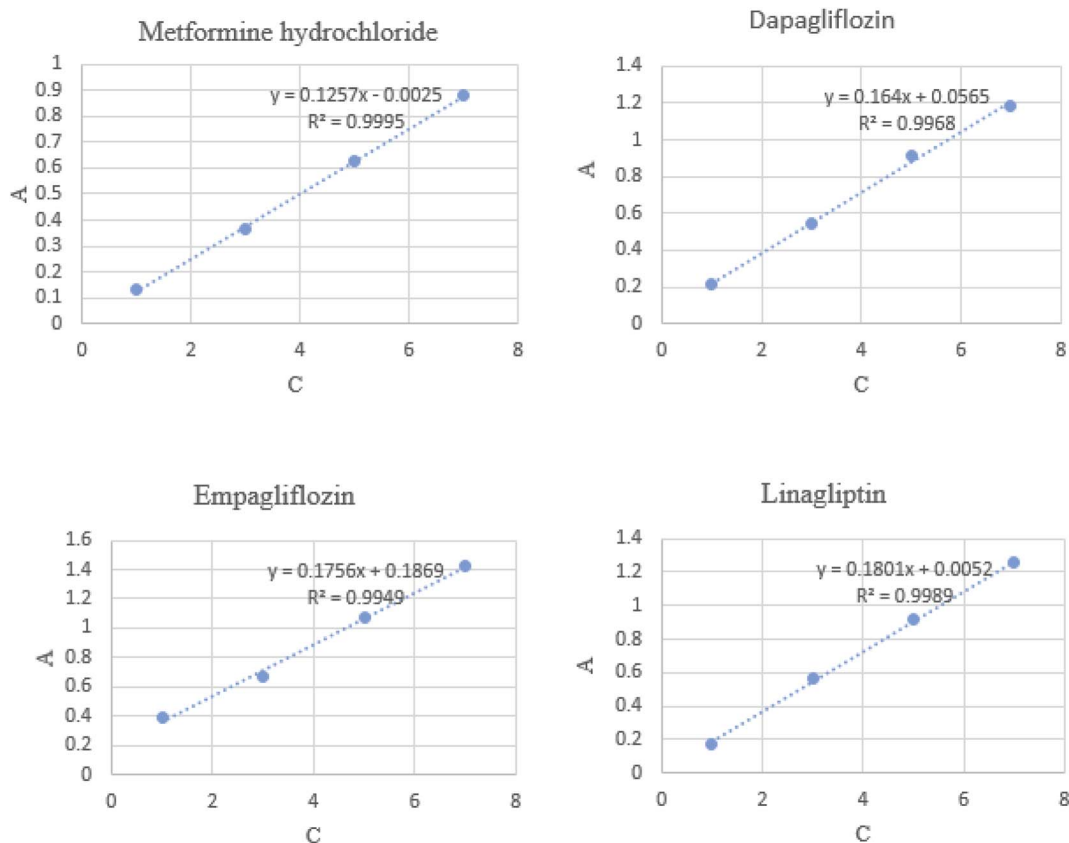 Metformine hydrochloride
1
0.9
0.8
0.7
0.6
0.5
0.4
0.3
0.2
0.1
0
A
y = 0.1257x - 0.0025
R² = 0.9995
0 2 4 6 8
C
Dapagliflozin
1.4
1.2
1
0.8
0.6
0.4
0.2
0
A
y = 0.164x + 0.0565
R² = 0.9968
0 2 4 6 8
C
Empagliflozin
1.6
1.4
1.2
1
0.8
0.6
0.4
0.2
0
A
y = 0.1756x + 0.1869
R² = 0.9949
0 2 4 6 8
C
Linagliptin
1.4
1.2
1
0.8
0.6
0.4
0.2
0
A
y = 0.1801x + 0.0052
R² = 0.9989
0 2 4 6 8
C